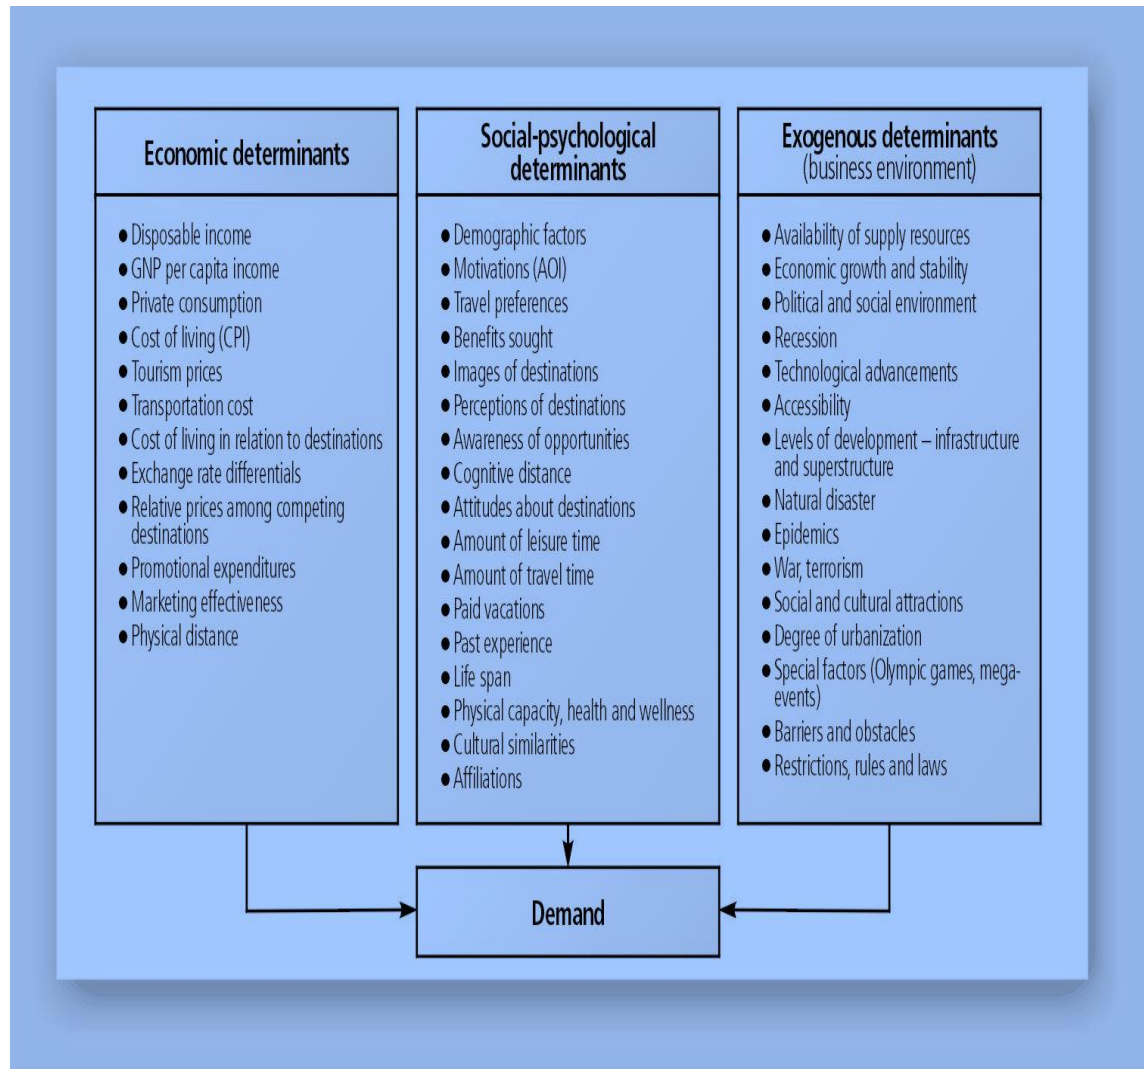 Economic determinants
● Disposable income
● GNP per capita income
● Private consumption
● Cost of living (CPI)
● Tourism prices
● Transportation cost
● Cost of living in relation to destinations
● Exchange rate differentials
● Relative prices among competing
destinations
● Promotional expenditures
● Marketing effectiveness
● Physical distance
Social-psychological
determinants
● Demographic factors
● Motivations (AOI)
● Travel preferences
● Benefits sought
● Images of destinations
● Perceptions of destinations
● Awareness of opportunities
● Cognitive distance
● Attitudes about destinations
● Amount of leisure time
● Amount of travel time
● Paid vacations
● Past experience
● Life span
● Physical capacity, health and wellness
● Cultural similarities
● Affiliations
Exogenous determinants
(business environment)
● Availability of supply resources
● Economic growth and stability
● Political and social environment
● Recession
● Technological advancements
● Accessibility
● Levels of development – infrastructure
and superstructure
● Natural disaster
● Epidemics
● War, terrorism
● Social and cultural attractions
● Degree of urbanization
● Special factors (Olympic games, mega-
events)
● Barriers and obstacles
● Restrictions, rules and laws
Demand